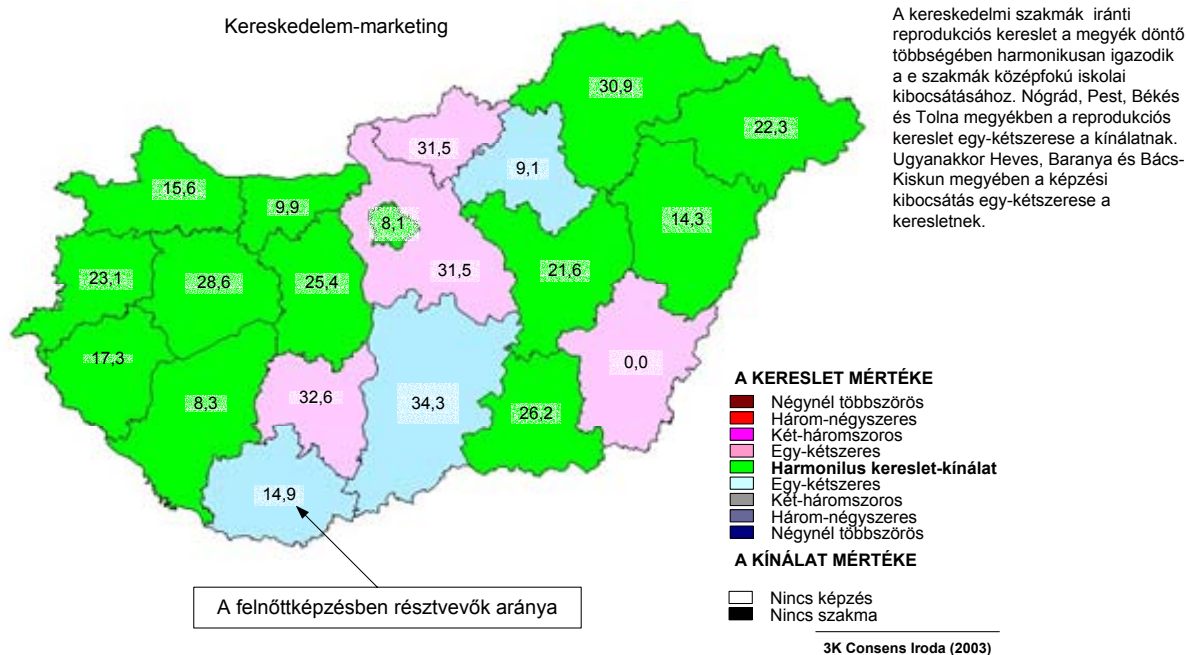 Kereskedelem-marketing
A kereskedelmi szakmák iránti
reprodukciós kereslet a megyék döntő
többségében harmonikusan igazodik
a e szakmák középfokú iskolai
kibocsátásához. Nógrád, Pest, Békés
és Tolna megyékben a reprodukciós
kereslet egy-kétszerese a kínálatnak.
Ugyanakkor Heves, Baranya és Bács-
Kiskun megyében a képzési
kibocsátás egy-kétszerese a
keresletnek.
30,9
22,3
31,5
9,1
15,6
9,9
8,1
14,3
23,1
28,6
25,4
31,5
21,6
17,3
8,3
32,6
34,3
26,2
0,0
14,9
A felnőttképzésben résztvevők aránya
A KERESLET MÉRTÉKE
Négynél többszörös
Három-négyszeres
Két-háromszoros
Egy-kétszeres
Harmonilus kereslet-kínálat
Egy-kétszeres
Két-háromszoros
Három-négyszeres
Négynél többszörös
A KÍNÁLAT MÉRTÉKE
Nincs képzés
Nincs szakma
3K Consens Iroda (2003)